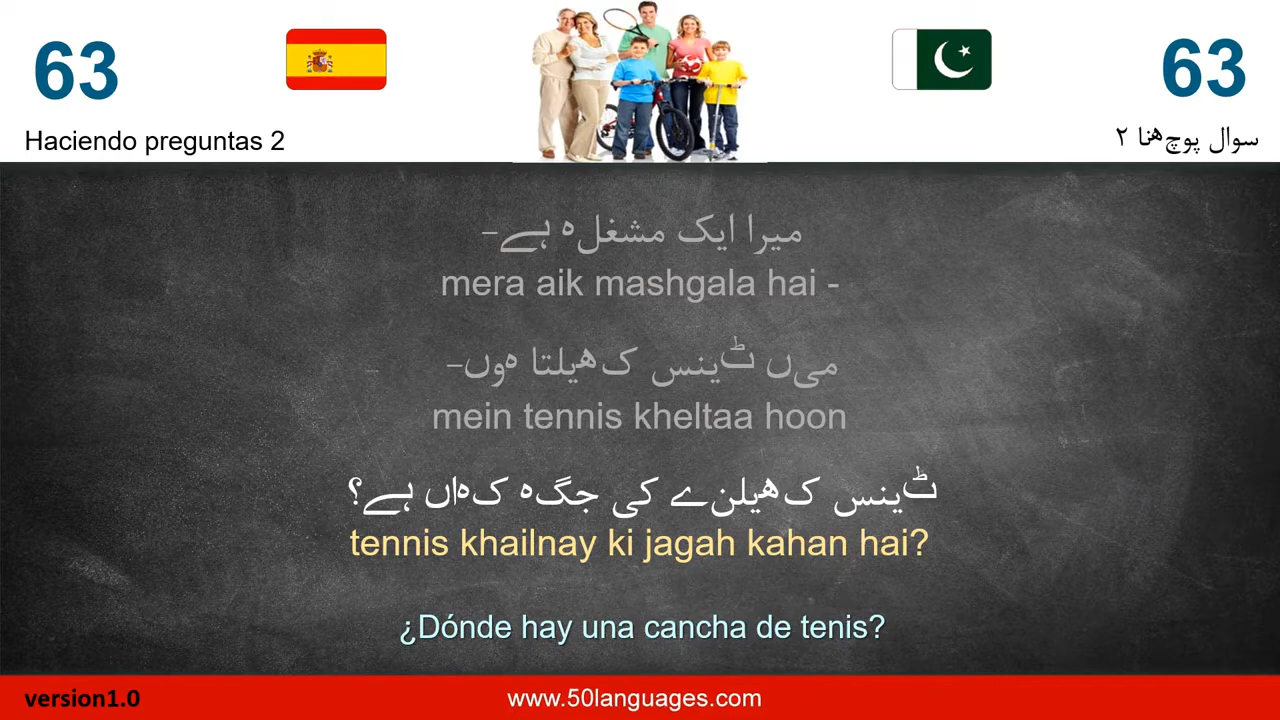 63
63
Haciendo preguntas 2
سوال پوچھنا ۲
میرا ایک مشغلہ ہے-
mera aik mashgala hai -
میں ٹینس کھیلتا ہوں-
mein tennis kheltaa hoon
ٹینس کھیلنے کی جگہ کہاں ہے؟
tennis khailnay ki jagah kahan hai?
¿Dónde hay una cancha de tenis?
version1.0
www.50languages.com